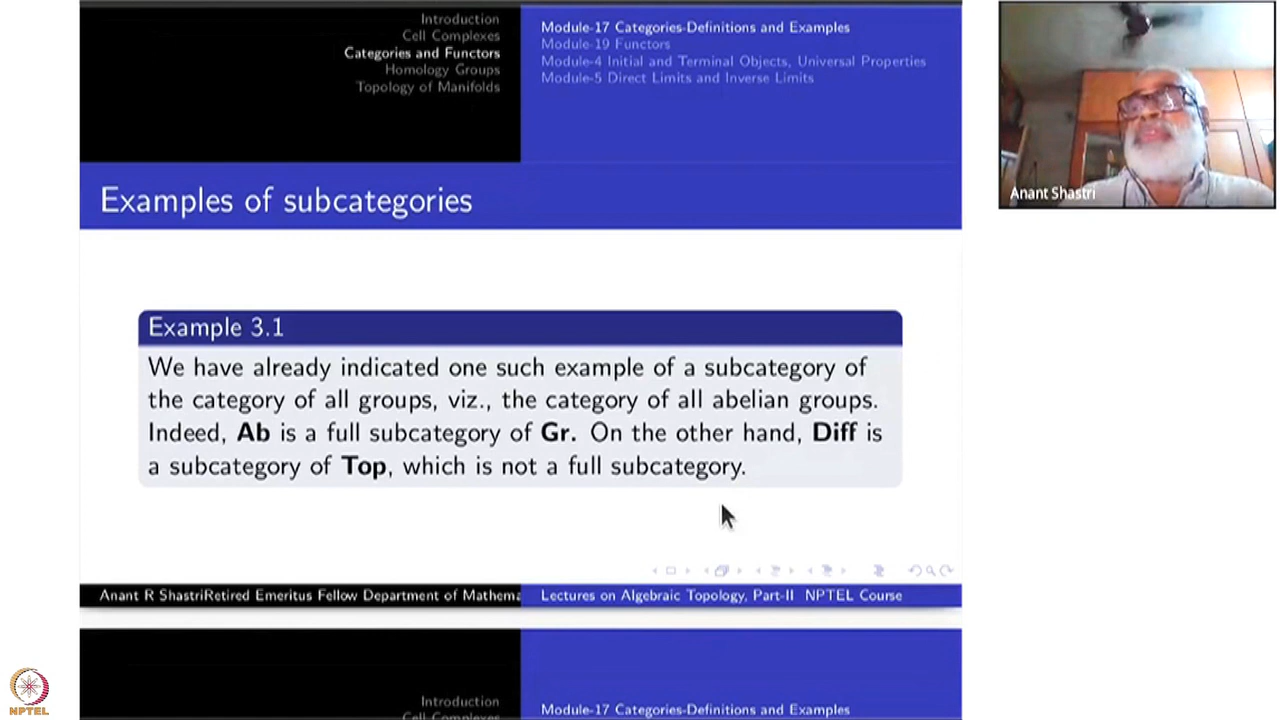 Introduction
Cell Complexes
Categories and Functors
Homology Groups
Topology of Manifolds
Module-17 Categories-Definitions and Examples
Module-19 Functors
Module-4 Initial and Terminal Objects, Universal Properties
Module-5 Direct Limits and Inverse Limits
Anant Shastri
Examples of subcategories
Example 3.1
We have already indicated one such example of a subcategory of
the category of all groups, viz., the category of all abelian groups.
Indeed, Ab is a full subcategory of Gr. On the other hand, Diff is
a subcategory of Top, which is not a full subcategory.
Anant R ShastriRetired Emeritus Fellow Department of Mathema
Lectures on Algebraic Topology, Part-II NPTEL Course
Introduction
Cell Complexes
Module-17 Categories-Definitions and Examples
NPTEL